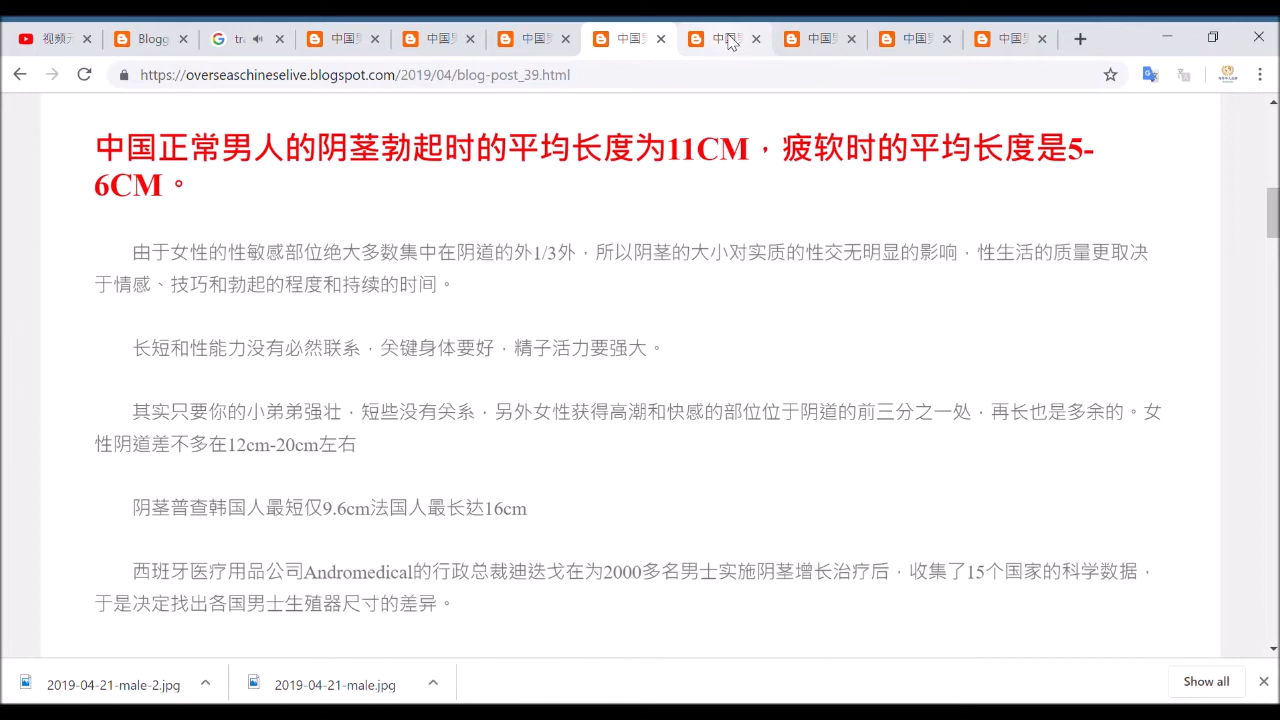 视频元
Blogg
tra
中国男
中国男
中国男
中国男
中国男
中国男
中国男
中国男
https://overseaschineselive.blogspot.com/2019/04/blog-post_39.html
中国正常男人的阴茎勃起时的平均长度为11CM，疲软时的平均长度是5-
6CM。
由于女性的性敏感部位绝大多数集中在阴道的外1/3外，所以阴茎的大小对实质的性交无明显的影响，性生活的质量更取决
于情感、技巧和勃起的程度和持续的时间。
长短和性能力没有必然联系，关键身体要好，精子活力要强大。
其实只要你的小弟弟强壮，短些没有关系，另外女性获得高潮和快感的部位位于阴道的前三分之一处，再长也是多余的。女
性阴道差不多在12cm-20cm左右
阴茎普查韩国人最短仅9.6cm法国人最长达16cm
西班牙医疗用品公司Andromedical的行政总裁迪迭戈在为2000多名男士实施阴茎增长治疗后，收集了15个国家的科学数据，
于是决定找出各国男士生殖器尺寸的差异。
2019-04-21-male-2.jpg
2019-04-21-male.jpg
Show all